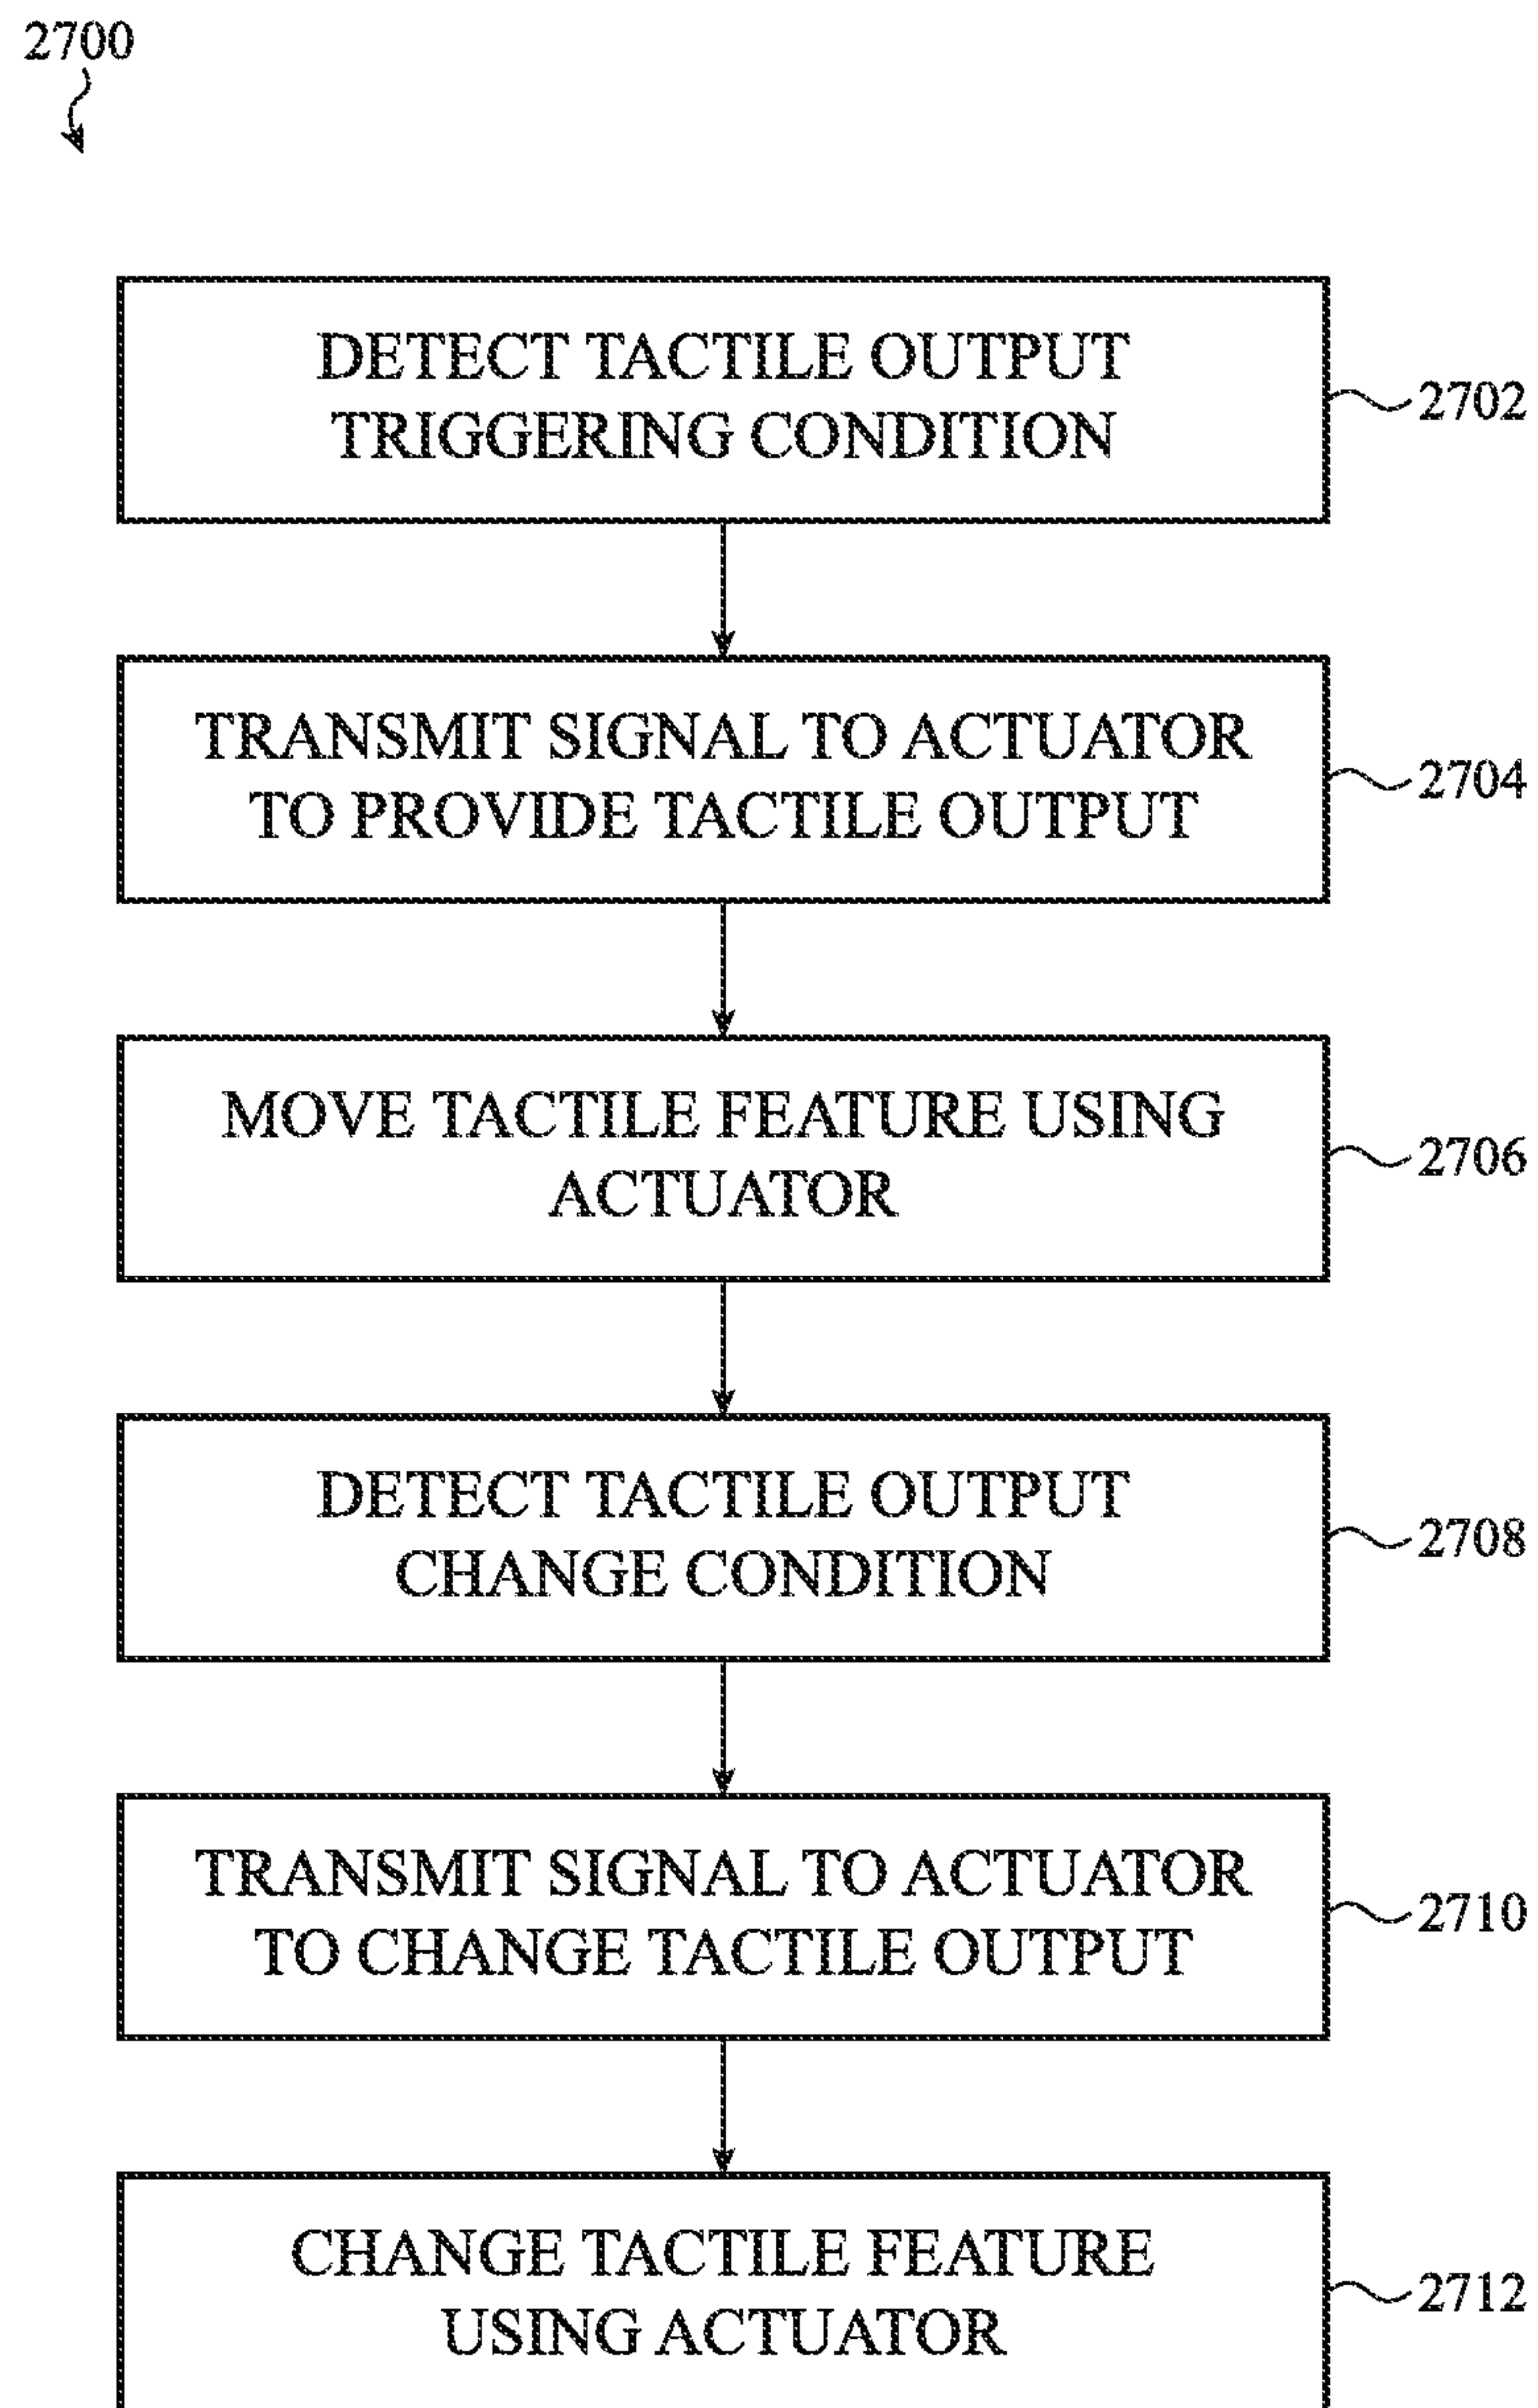 2700
DETECT TACTILE OUTPUT
TRIGGERING CONDITION
2702
TRANSMIT SIGNAL TO ACTUATOR
TO PROVIDE TACTILE OUTPUT
2704
MOVE TACTILE FEATURE USING
ACTUATOR
2706
DETECT TACTILE OUTPUT
CHANGE CONDITION
2708
TRANSMIT SIGNAL TO ACTUATOR
TO CHANGE TACTILE OUTPUT
2710
CHANGE TACTILE FEATURE
USING ACTUATOR
2712